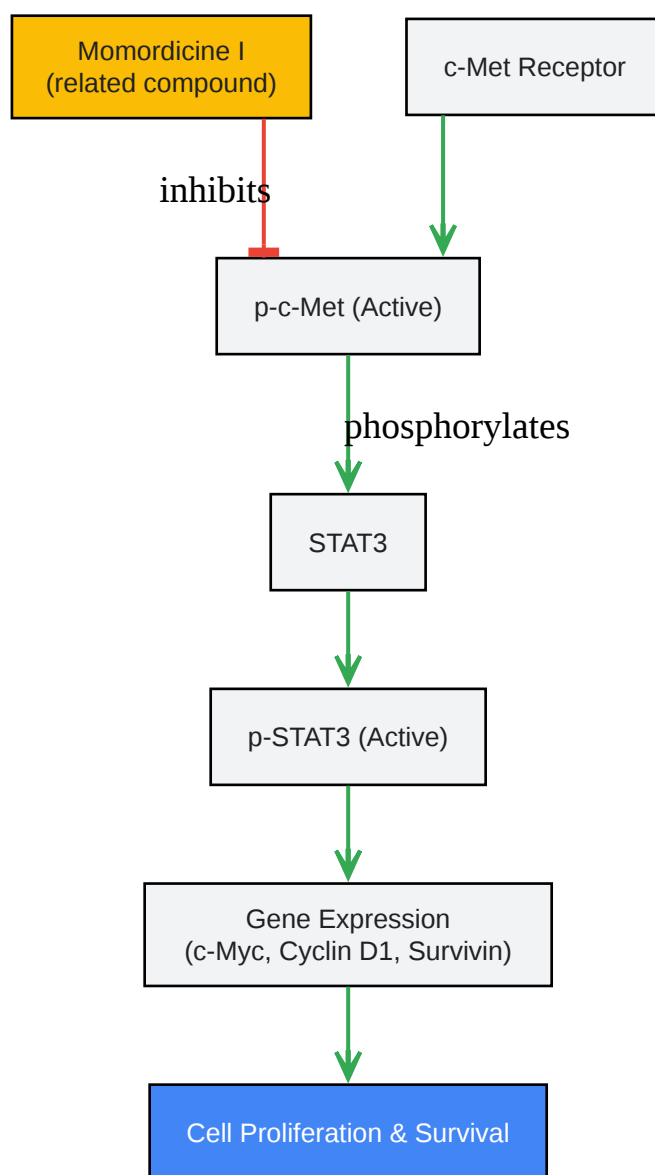 Momordicine I
(related compound)
c-Met Receptor
inhibits
p-c-Met (Active)
phosphorylates
STAT3
p-STAT3 (Active)
Gene Expression
(c-Myc, Cyclin D1, Survivin)
Cell Proliferation & Survival